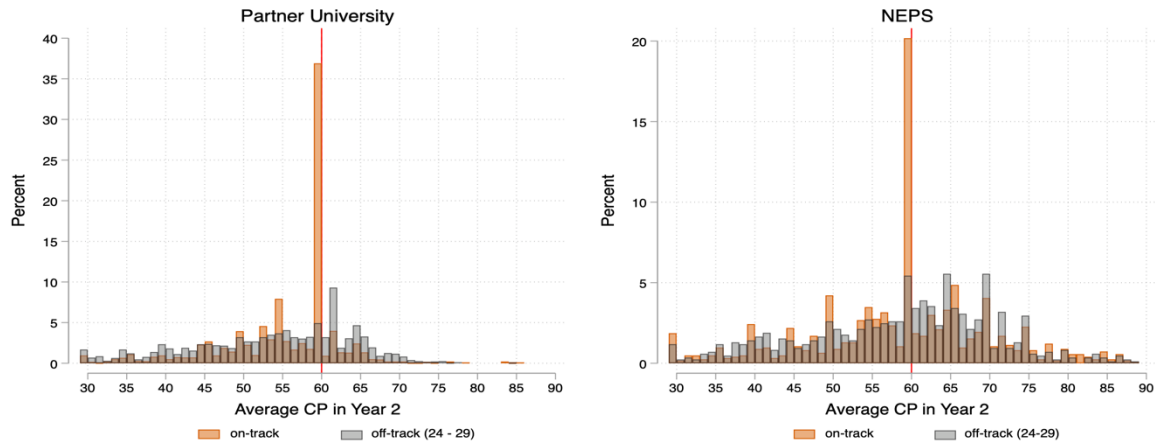 Partner University
40
35
30
25
20
15
10
5
0
Percent
30 35 40 45 50 55 60 65 70 75 80 85 90
Average CP in Year 2
on-track off-track (24 - 29)
NEPS
20
15
10
5
0
Percent
30 35 40 45 50 55 60 65 70 75 80 85 90
Average CP in Year 2
on-track off-track (24-29)